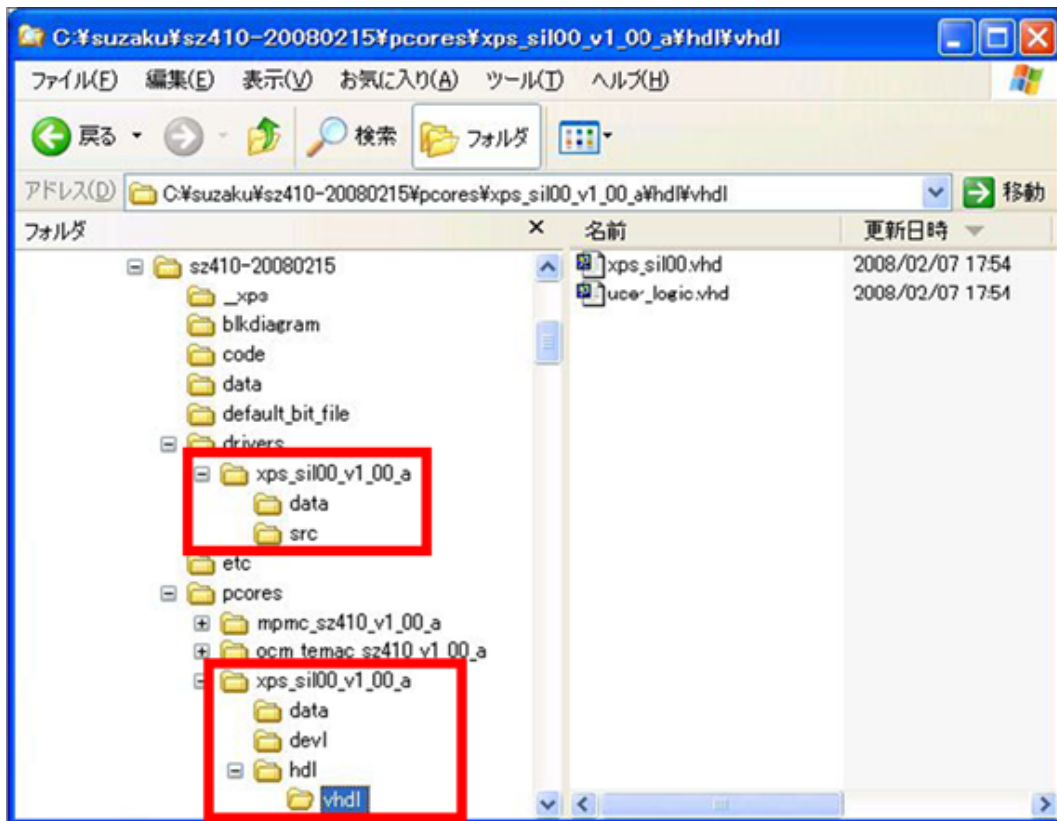 C:¥suzaku¥sz410-20080215¥pcores¥xps_sil00_v1_00_a¥hdl¥vhdl
ファイル(F) 編集(E) 表示(V) お気に入り(A) ツール(T) ヘルプ(H)
戻る 検索 フォルダ
アドレス(D) C:¥suzaku¥sz410-20080215¥pcores¥xps_sil00_v1_00_a¥hdl¥vhdl 移動
フォルダ × 名前 更新日時
sz410-20080215
_xps
blkdiagram
code
data
default_bit_file
drivers
xps_sil00_v1_00_a
data
src
etc
pcores
mpmc_sz410_v1_00_a
ocm_temac_sz410_v1_00_a
xps_sil00_v1_00_a
data
devl
hdl
vhdl
xps_sil00.vhd 2008/02/07 17:54
user_logic.vhd 2008/02/07 17:54